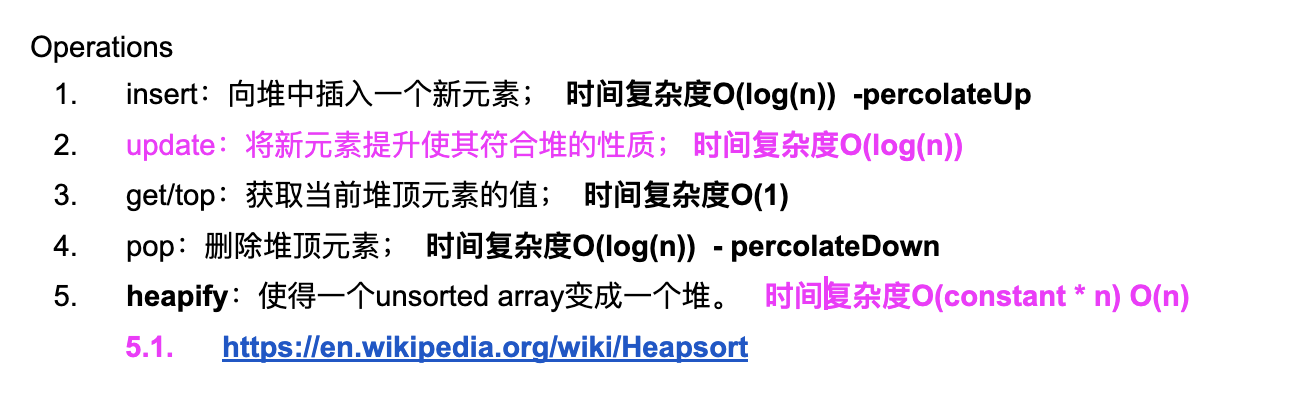 Operations
1. insert：向堆中插入一个新元素； 时间复杂度O(log(n)) -percolateUp
2. update：将新元素提升使其符合堆的性质； 时间复杂度O(log(n))
3. get/top：获取当前堆顶元素的值； 时间复杂度O(1)
4. pop：删除堆顶元素； 时间复杂度O(log(n)) - percolateDown
5. heapify：使得一个unsorted array变成一个堆。 时间复杂度O(constant * n) O(n)
5.1. https://en.wikipedia.org/wiki/Heapsort